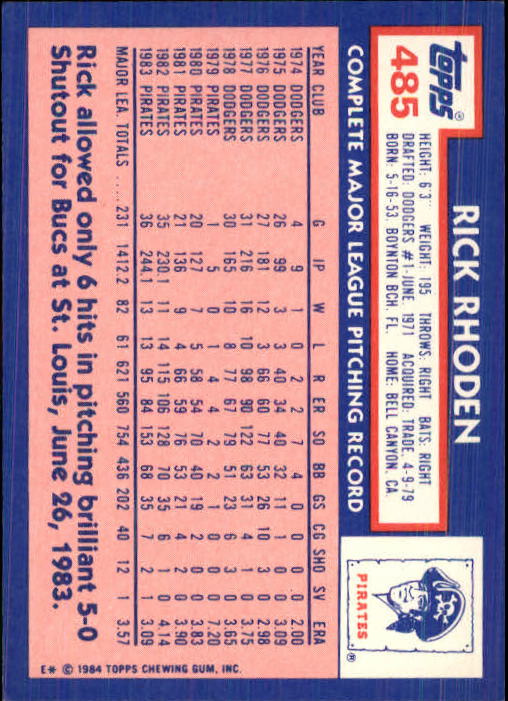 topps®
485
RICK RHODEN
HEIGHT: 6'3" WEIGHT: 195 THROWS: RIGHT BATS: RIGHT
DRAFTED: DODGERS #1-JUNE 1971 ACQUIRED: TRADE, 4-9-79
BORN: 5-16-53, BOYNTON BCH, FL. HOME: BELL CANYON, CA.
PIRATES ®
COMPLETE MAJOR LEAGUE PITCHING RECORD
YEAR CLUB G IP W L R ER SO BB GS CG SHO SV ERA
1974 DODGERS 4 9 1 0 2 2 7 4 0 0 0 0 2.00
1975 DODGERS 26 99 3 3 40 34 40 32 11 1 0 0 3.09
1976 DODGERS 27 181 12 3 66 60 77 53 26 10 3 0 2.98
1977 DODGERS 31 216 16 10 98 90 122 63 31 4 1 0 3.75
1978 DODGERS 30 165 10 8 77 67 79 51 23 6 3 0 3.65
1979 PIRATES 1 5 0 1 4 4 2 2 1 0 0 0 7.20
1980 PIRATES 20 127 7 5 58 54 70 40 19 2 0 0 3.83
1981 PIRATES 21 136 9 4 66 59 76 53 21 4 2 0 3.90
1982 PIRATES 35 230.1 11 14 115 106 128 70 35 6 1 0 4.14
1983 PIRATES 36 244.1 13 13 95 84 153 68 35 7 2 1 3.09
MAJOR LEA. TOTALS ..... 231 1412.2 82 61 621 560 754 436 202 40 12 1 3.57
Rick allowed only 6 hits in pitching brilliant 5-0
Shutout for Bucs at St. Louis, June 26, 1983.
E* © 1984 TOPPS CHEWING GUM, INC.